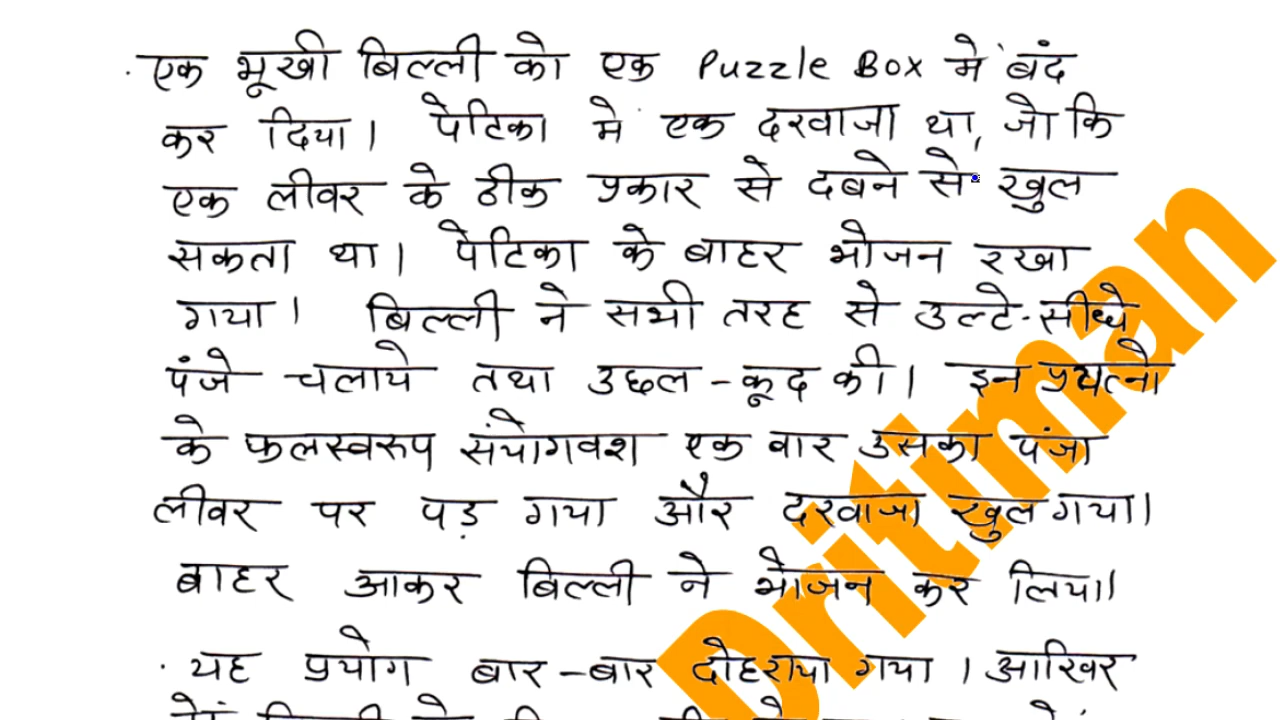 · एक भूखी बिल्ली को एक Puzzle Box में बंद
कर दिया। पेटिका मे एक दरवाजा था, जो कि
एक लीवर के ठीक प्रकार से दबने से खुल
सकता था। पेटिका के बाहर भोजन रखा
गया। बिल्ली ने सभी तरह से उल्टे-सीधे
पंजे चलाये तथा उछल-कूद की। इन प्रयत्नो
के फलस्वरूप संयोगवश एक बार उसका पंजा
लीवर पर पड़ गया और दरवाजा खुल गया।
बाहर आकर बिल्ली ने भोजन कर लिया।
· यह प्रयोग बार-बार दोहराया गया। आखिर
Dritiman